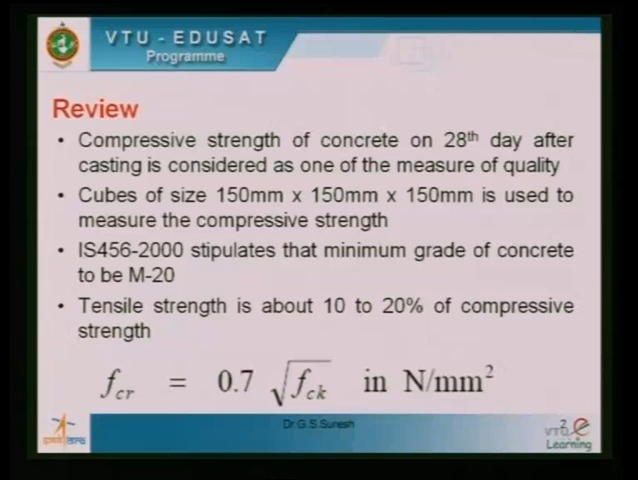 VTU - EDUSAT
Programme
Review
• Compressive strength of concrete on 28th day after
casting is considered as one of the measure of quality
• Cubes of size 150mm x 150mm x 150mm is used to
measure the compressive strength
• IS456-2000 stipulates that minimum grade of concrete
to be M-20
• Tensile strength is about 10 to 20% of compressive
strength
f_cr = 0.7 √f_ck in N/mm²
Dr G.S.Suresh
2
VTU e
Learning